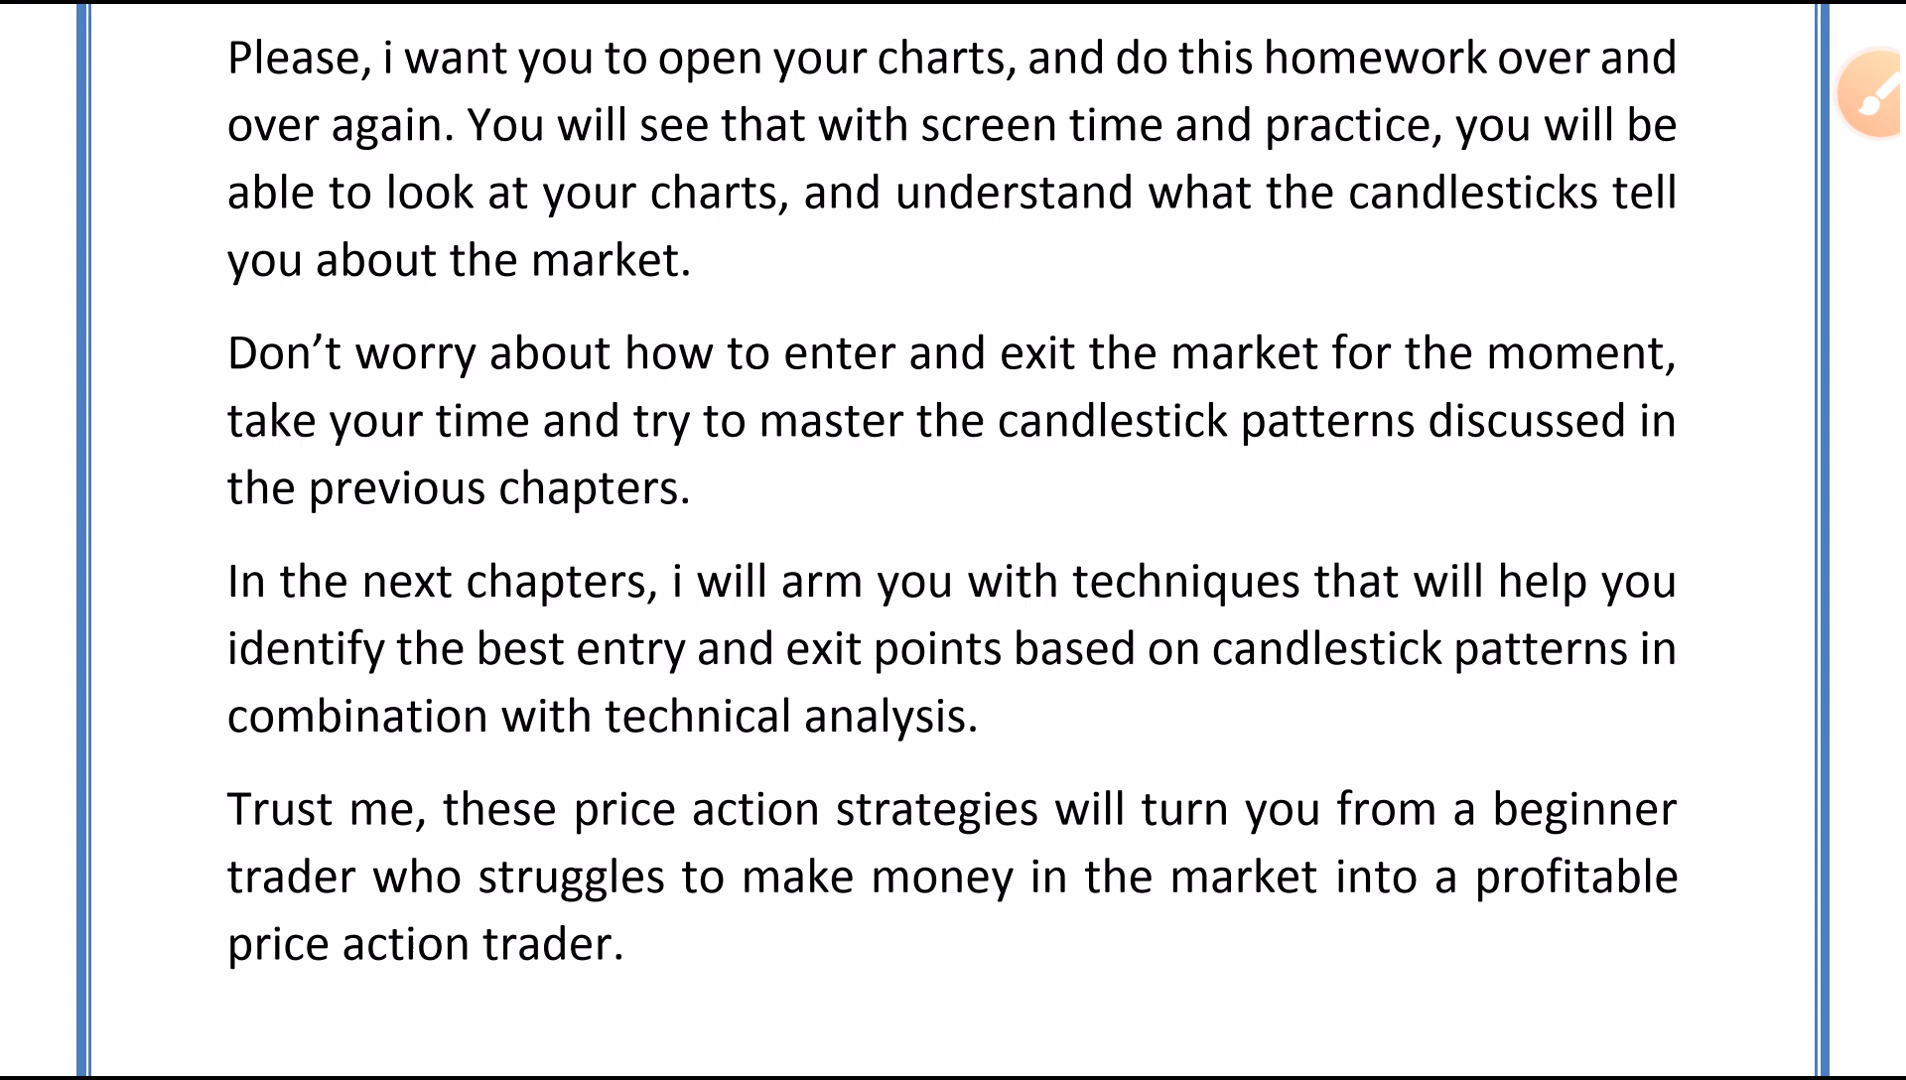 Please, i want you to open your charts, and do this homework over and
over again. You will see that with screen time and practice, you will be
able to look at your charts, and understand what the candlesticks tell
you about the market.
Don’t worry about how to enter and exit the market for the moment,
take your time and try to master the candlestick patterns discussed in
the previous chapters.
In the next chapters, i will arm you with techniques that will help you
identify the best entry and exit points based on candlestick patterns in
combination with technical analysis.
Trust me, these price action strategies will turn you from a beginner
trader who struggles to make money in the market into a profitable
price action trader.